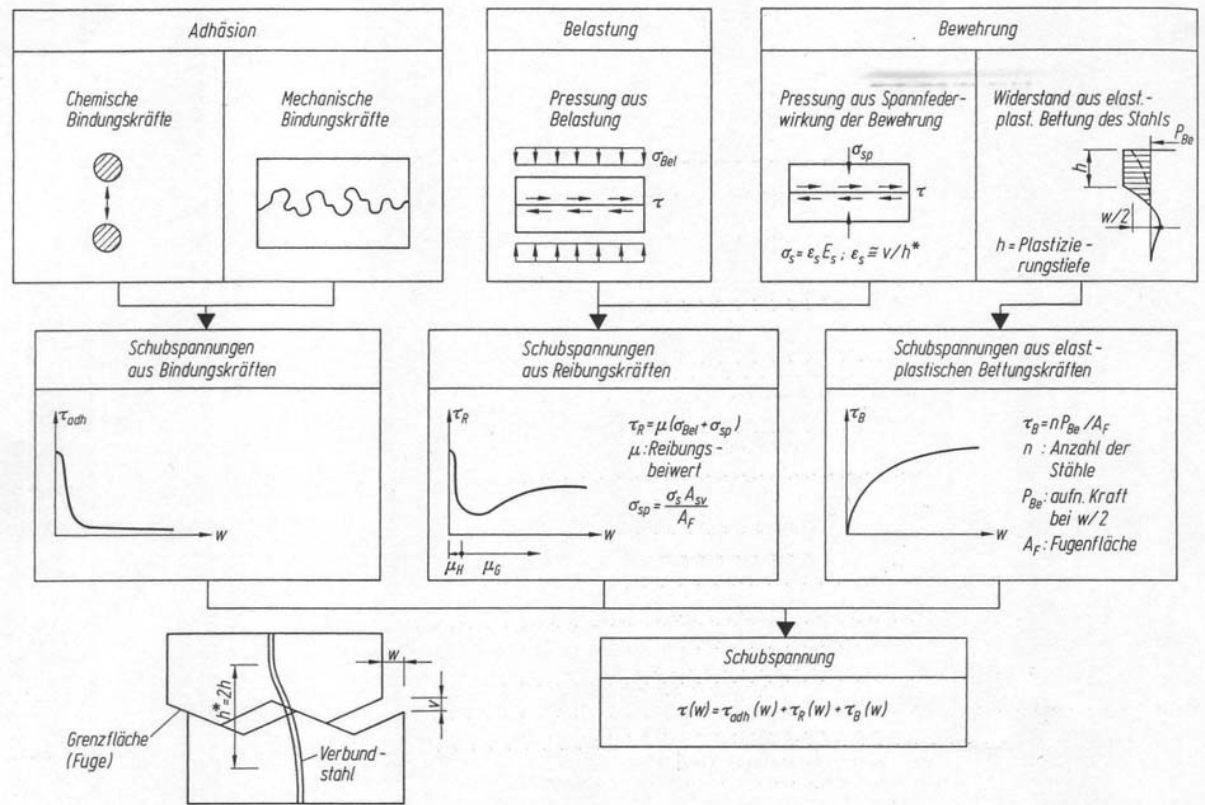 Adhäsion
Chemische
Bindungskräfte
Mechanische
Bindungskräfte
Belastung
Pressung aus
Belastung
σBel
τ
Bewehrung
Pressung aus Spannfeder-
wirkung der Bewehrung
σsp
τ
σs = εs Es ; εs ≅ v/h*
Widerstand aus elast.-
plast. Bettung des Stahls
PBe
h
w/2
h = Plastizie -
rungstiefe
Schubspannungen
aus Bindungskräften
τadh
w
Schubspannungen
aus Reibungskräften
τR
w
μH μG
τR = μ(σBel + σsp)
μ: Reibungs -
beiwert
σsp = σs Asv / AF
Schubspannungen aus elast.-
plastischen Bettungskräften
τB
w
τB = n PBe / AF
n : Anzahl der
Stähle
PBe: aufn. Kraft
bei w/2
AF : Fugenfläche
w
v
h* = 2h
Grenzfläche
(Fuge)
Verbund -
stahl
Schubspannung
τ(w) = τadh (w) + τR (w) + τB (w)